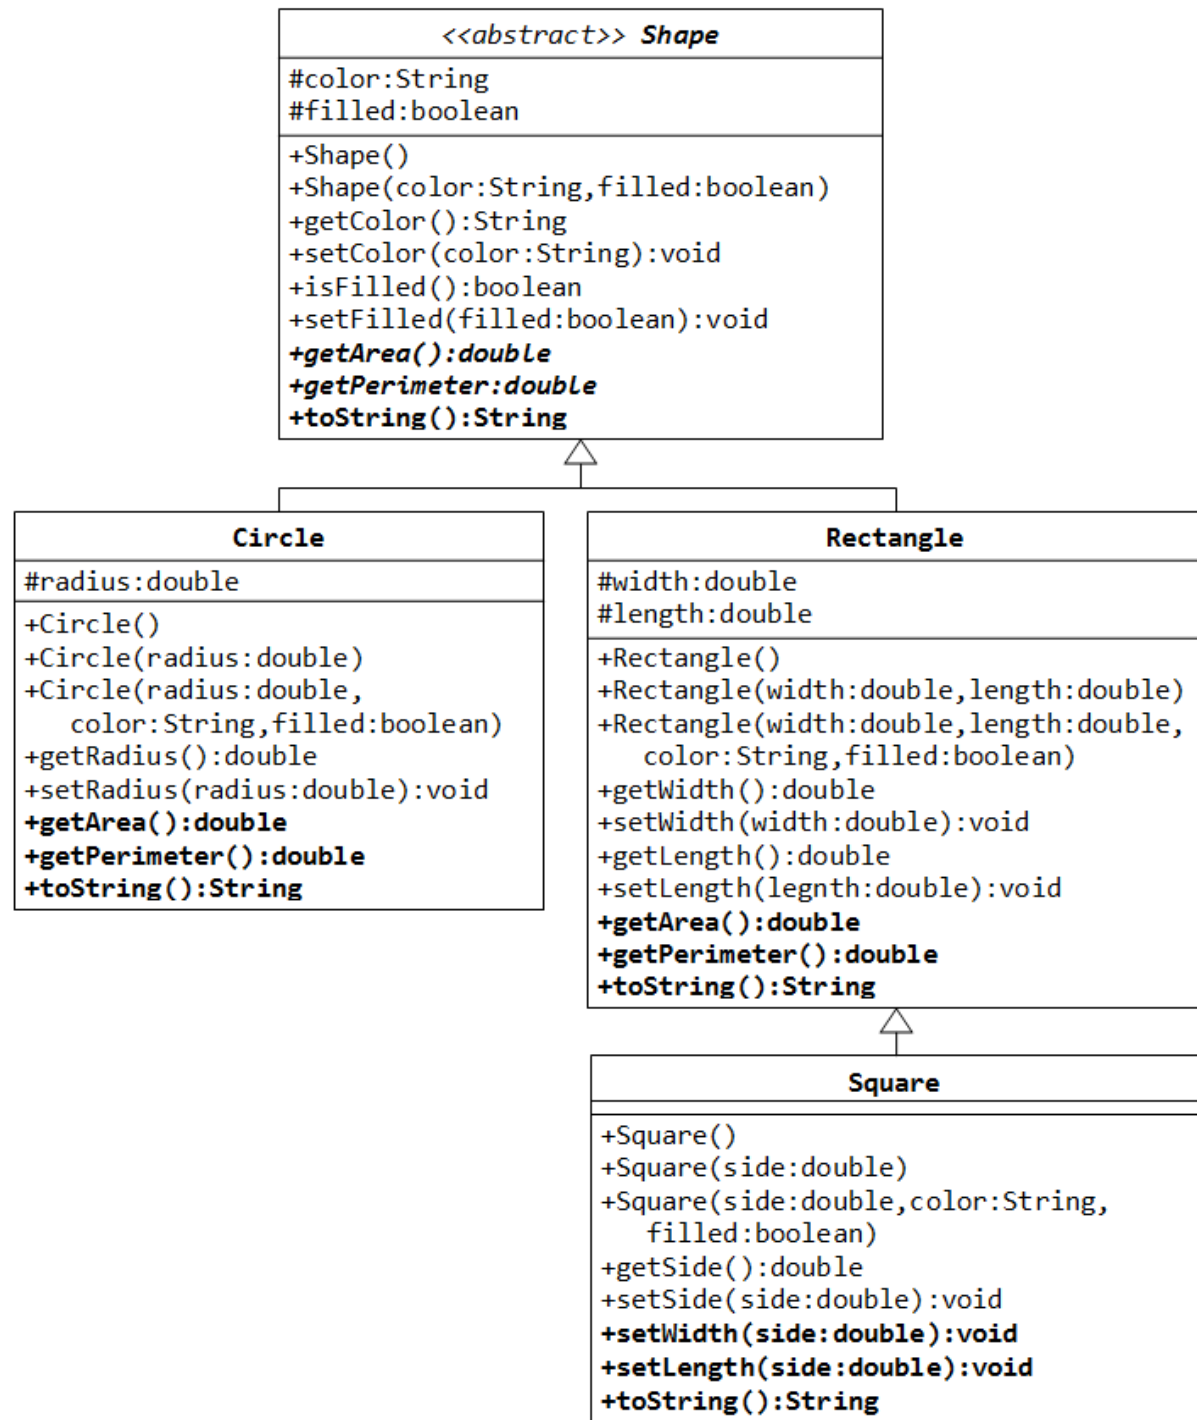 <<abstract>> Shape
#color:String
#filled:boolean
+Shape()
+Shape(color:String,filled:boolean)
+getColor():String
+setColor(color:String):void
+isFilled():boolean
+setFilled(filled:boolean):void
+getArea():double
+getPerimeter:double
+toString():String
Circle
#radius:double
+Circle()
+Circle(radius:double)
+Circle(radius:double,
color:String,filled:boolean)
+getRadius():double
+setRadius(radius:double):void
+getArea():double
+getPerimeter():double
+toString():String
Rectangle
#width:double
#length:double
+Rectangle()
+Rectangle(width:double,length:double)
+Rectangle(width:double,length:double,
color:String,filled:boolean)
+getWidth():double
+setWidth(width:double):void
+getLength():double
+setLength(legnth:double):void
+getArea():double
+getPerimeter():double
+toString():String
Square
+Square()
+Square(side:double)
+Square(side:double,color:String,
filled:boolean)
+getSide():double
+setSide(side:double):void
+setWidth(side:double):void
+setLength(side:double):void
+toString():String